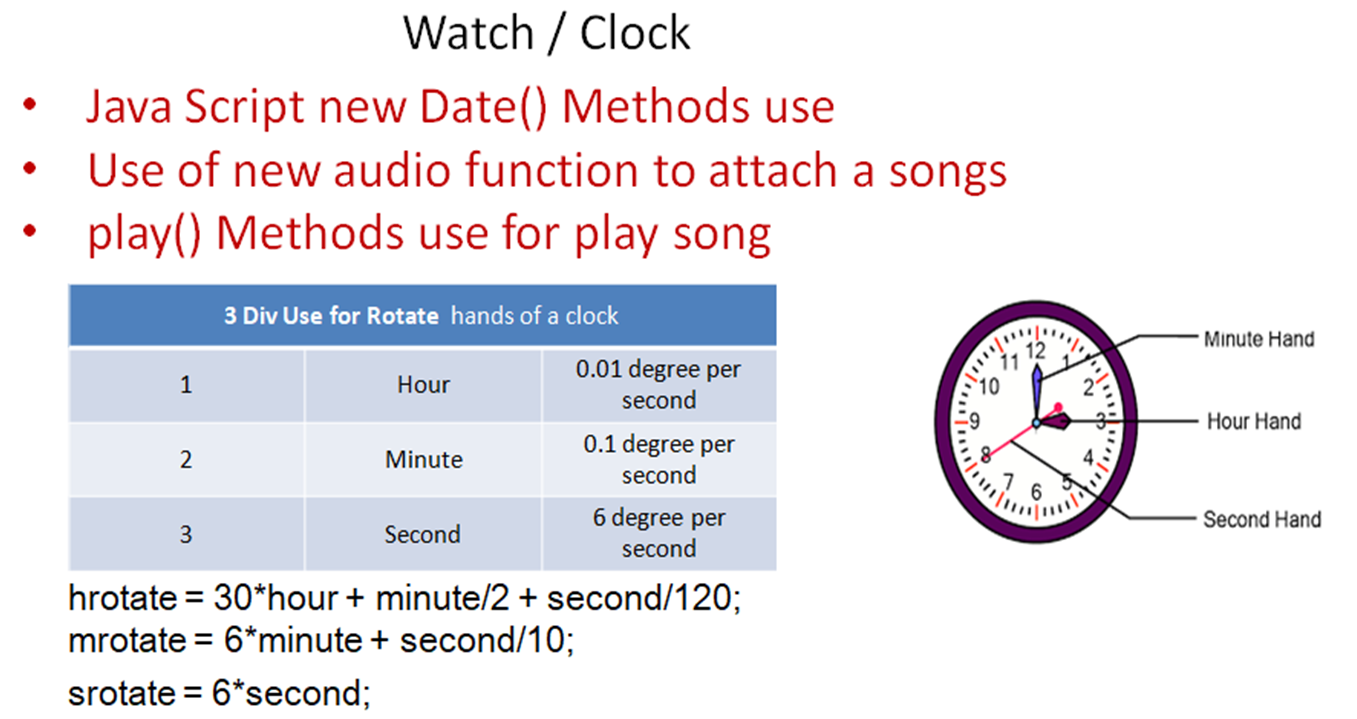 Watch / Clock
• Java Script new Date() Methods use
• Use of new audio function to attach a songs
• play() Methods use for play song
3 Div Use for Rotate hands of a clock
1 Hour 0.01 degree per second
2 Minute 0.1 degree per second
3 Second 6 degree per second
hrotate = 30*hour + minute/2 + second/120;
mrotate = 6*minute + second/10;
srotate = 6*second;
12
1
2
3
4
5
6
7
8
9
10
11
Minute Hand
Hour Hand
Second Hand